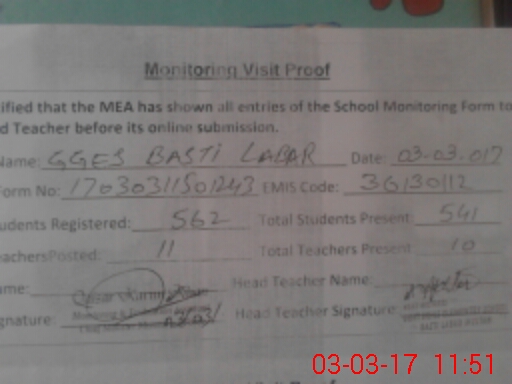 Monitoring Visit Proof
ified that the MEA has shown all entries of the School Monitoring Form to
d Teacher before its online submission.
Name: GGES BASTI LABAR Date: 03-03-017
Form No: 17030311501243 EMIS Code: 36130112
udents Registered: 562 Total Students Present 541
eachersPosted: 11 Total Teachers Present 10
ame: Head Teacher Name:
gnature Head Teacher Signature
03-03-17 11:51